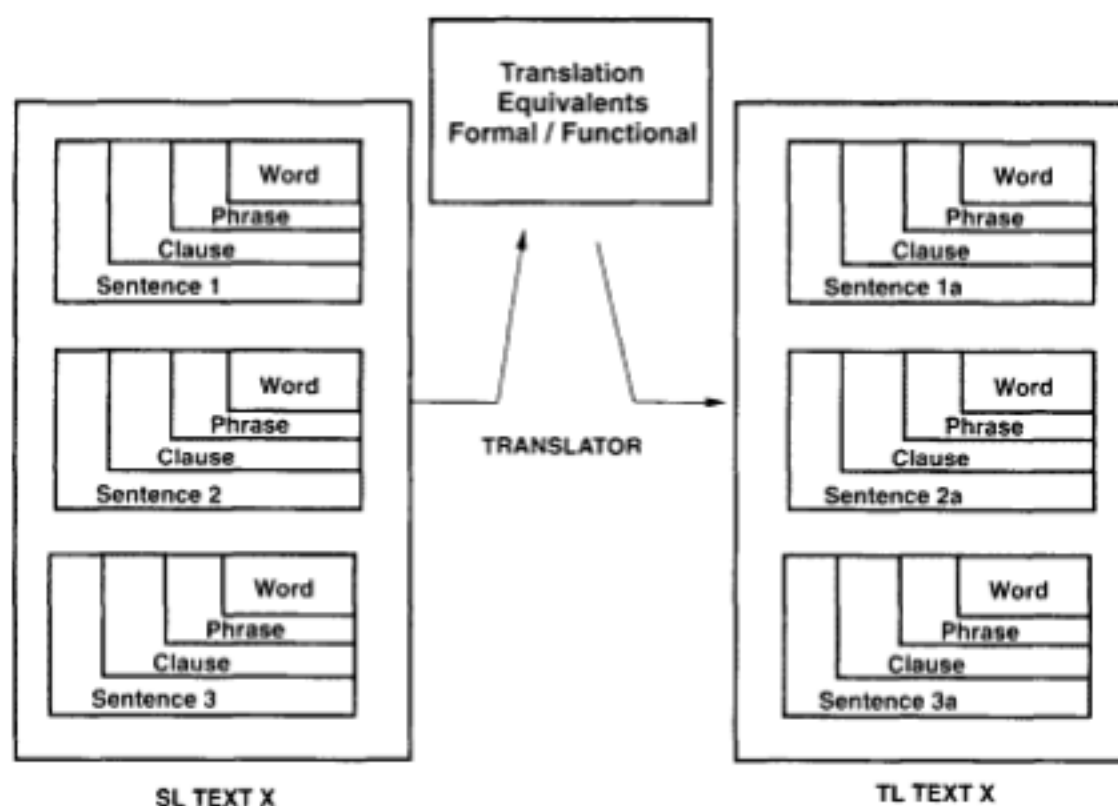 Translation
Equivalents
Formal / Functional
Word
Phrase
Clause
Sentence 1
Word
Phrase
Clause
Sentence 2
Word
Phrase
Clause
Sentence 3
SL TEXT X
TRANSLATOR
Word
Phrase
Clause
Sentence 1a
Word
Phrase
Clause
Sentence 2a
Word
Phrase
Clause
Sentence 3a
TL TEXT X